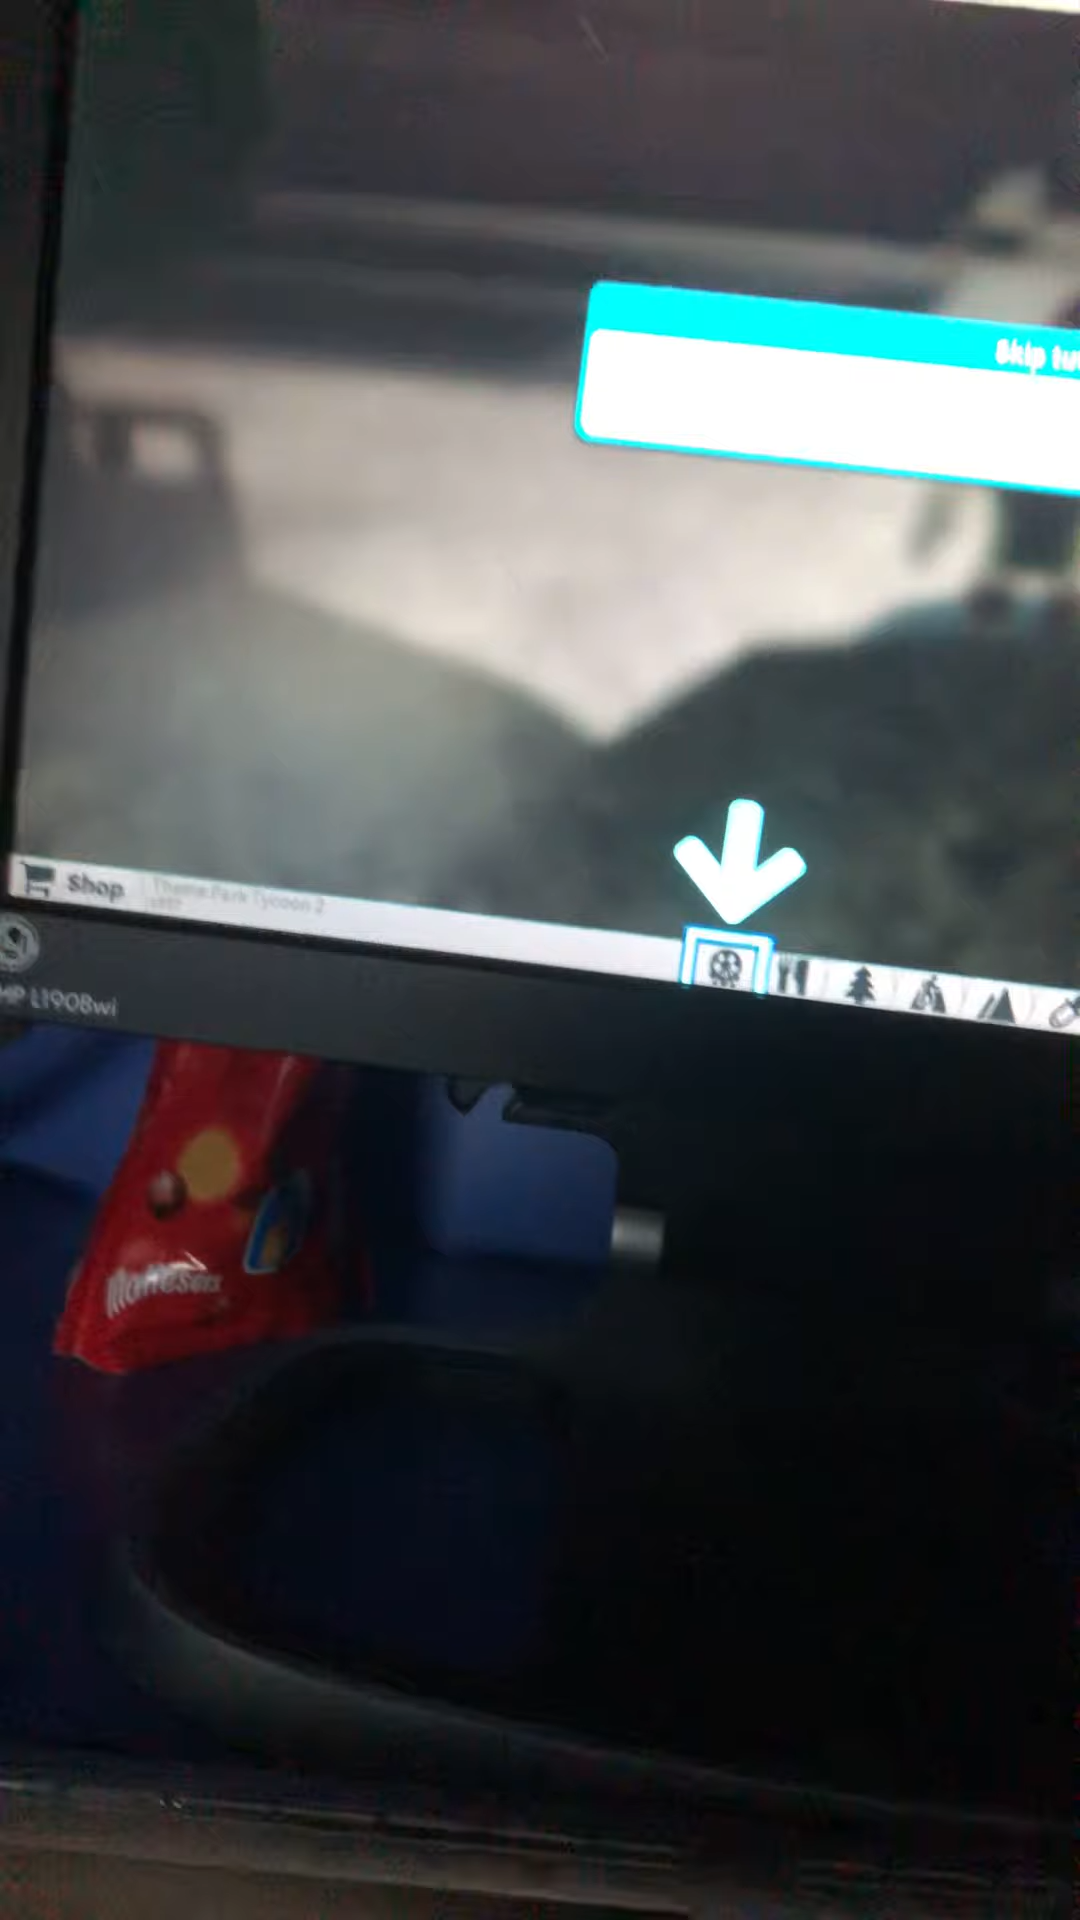 Skip tu
Shop
Theme Park Tycoon 2
HP L1908wi
Maltesers